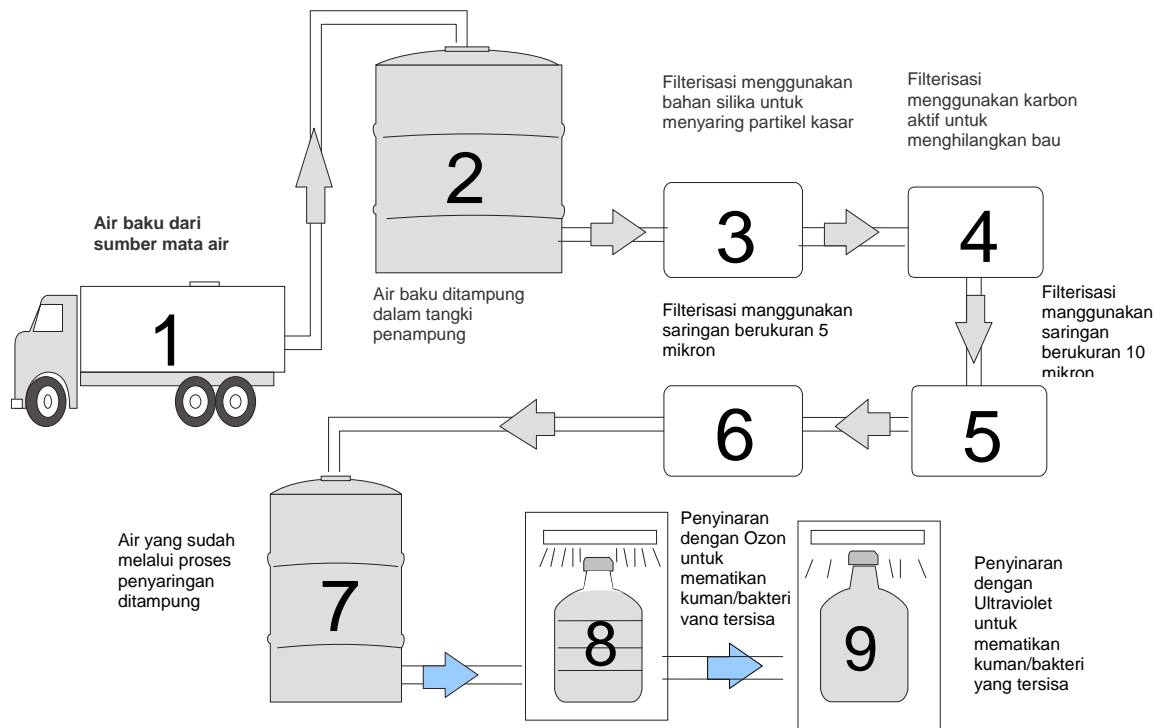 Air baku dari
sumber mata air
1
2
Air baku ditampung
dalam tangki
penampung
Filterisasi menggunakan
bahan silika untuk
menyaring partikel kasar
3
Filterisasi
menggunakan karbon
aktif untuk
menghilangkan bau
4
Filterisasi
manggunakan
saringan
berukuran 10
mikron
5
Filterisasi manggunakan
saringan berukuran 5
mikron
6
Air yang sudah
melalui proses
penyaringan
ditampung
7
Penyinaran
dengan Ozon
untuk
mematikan
kuman/bakteri
yang tersisa
8
9
Penyinaran
dengan
Ultraviolet
untuk
mematikan
kuman/bakteri
yang tersisa